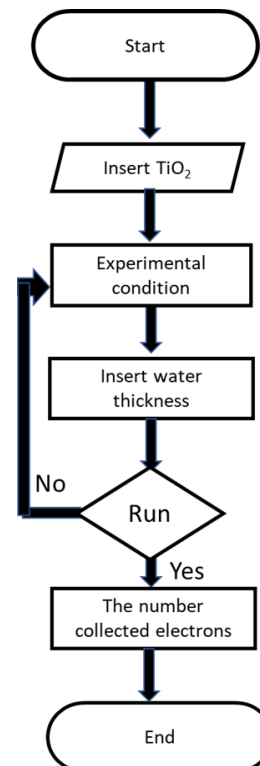 Start
Insert TiO₂
Experimental
condition
Insert water
thickness
No
Run
Yes
The number
collected electrons
End